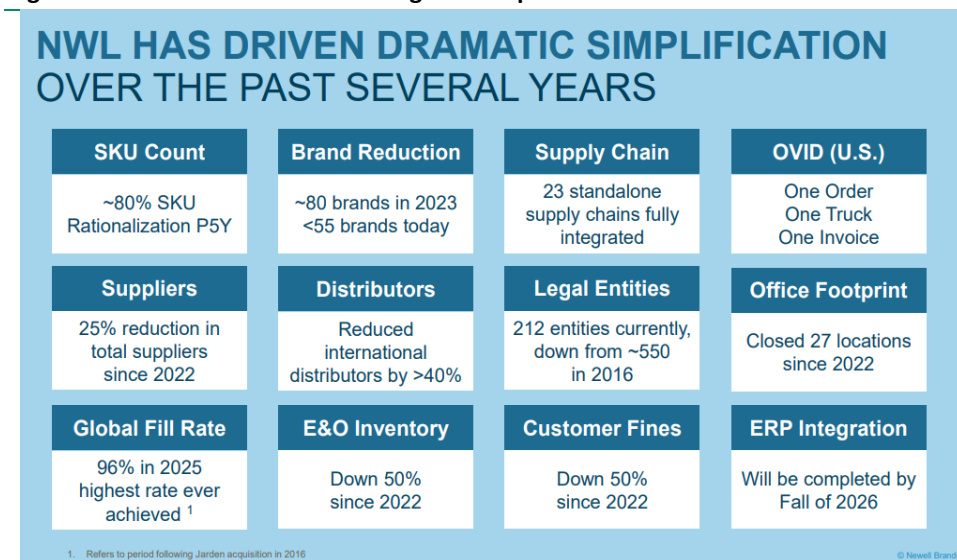 NWL HAS DRIVEN DRAMATIC SIMPLIFICATION
OVER THE PAST SEVERAL YEARS
SKU Count
~80% SKU
Rationalization P5Y
Brand Reduction
~80 brands in 2023
<55 brands today
Supply Chain
23 standalone
supply chains fully
integrated
OVID (U.S.)
One Order
One Truck
One Invoice
Suppliers
25% reduction in
total suppliers
since 2022
Distributors
Reduced
international
distributors by >40%
Legal Entities
212 entities currently,
down from ~550
in 2016
Office Footprint
Closed 27 locations
since 2022
Global Fill Rate
96% in 2025
highest rate ever
achieved 1
E&O Inventory
Down 50%
since 2022
Customer Fines
Down 50%
since 2022
ERP Integration
Will be completed by
Fall of 2026
1. Refers to period following Jarden acquisition in 2016
© Newell Brand